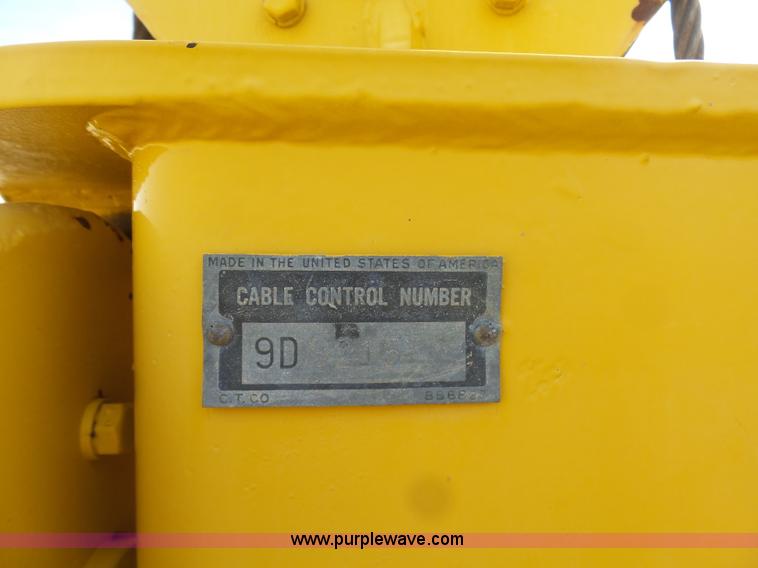 MADE IN THE UNITED STATES OF AMERICA
CABLE CONTROL NUMBER
9D
C.T.CO
www.purplewave.com